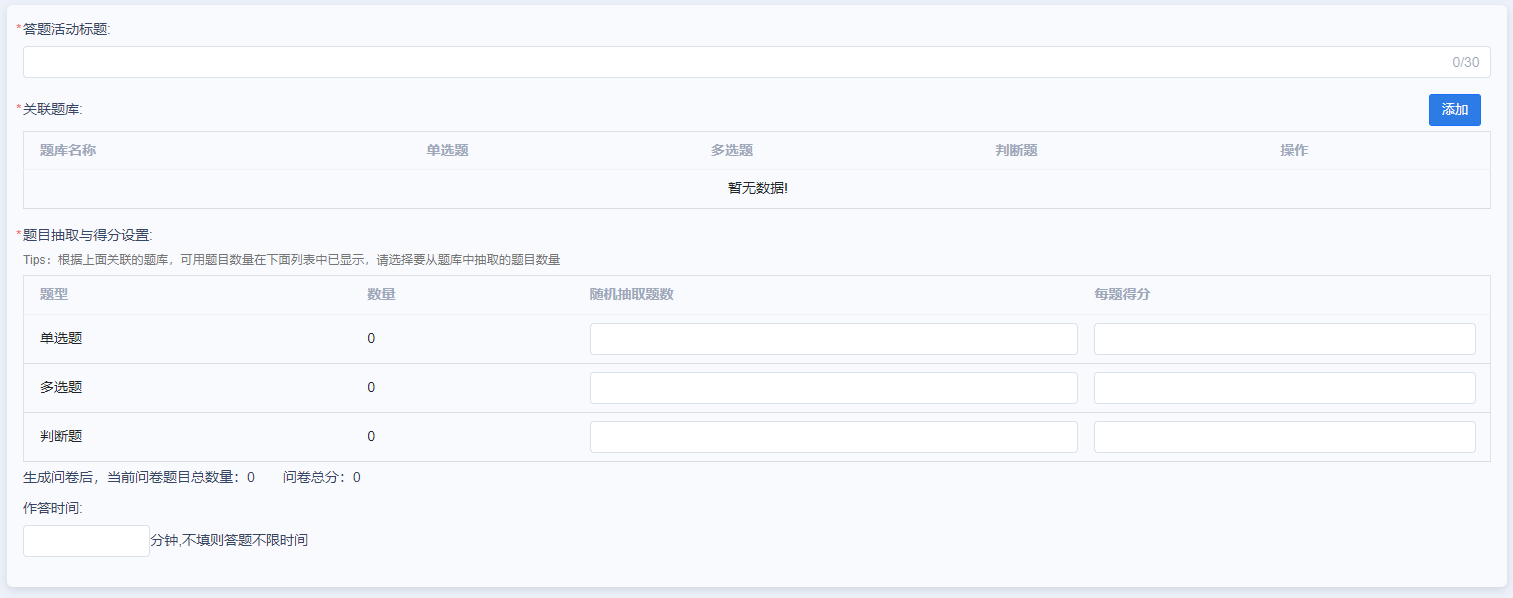 *答题活动标题:
0/30
*关联题库:
添加
题库名称 单选题 多选题 判断题 操作
暂无数据!
*题目抽取与得分设置:
Tips：根据上面关联的题库，可用题目数量在下面列表中已显示，请选择要从题库中抽取的题目数量
题型 数量 随机抽取题数 每题得分
单选题 0
多选题 0
判断题 0
生成问卷后，当前问卷题目总数量：0 问卷总分：0
作答时间:
分钟,不填则答题不限时间